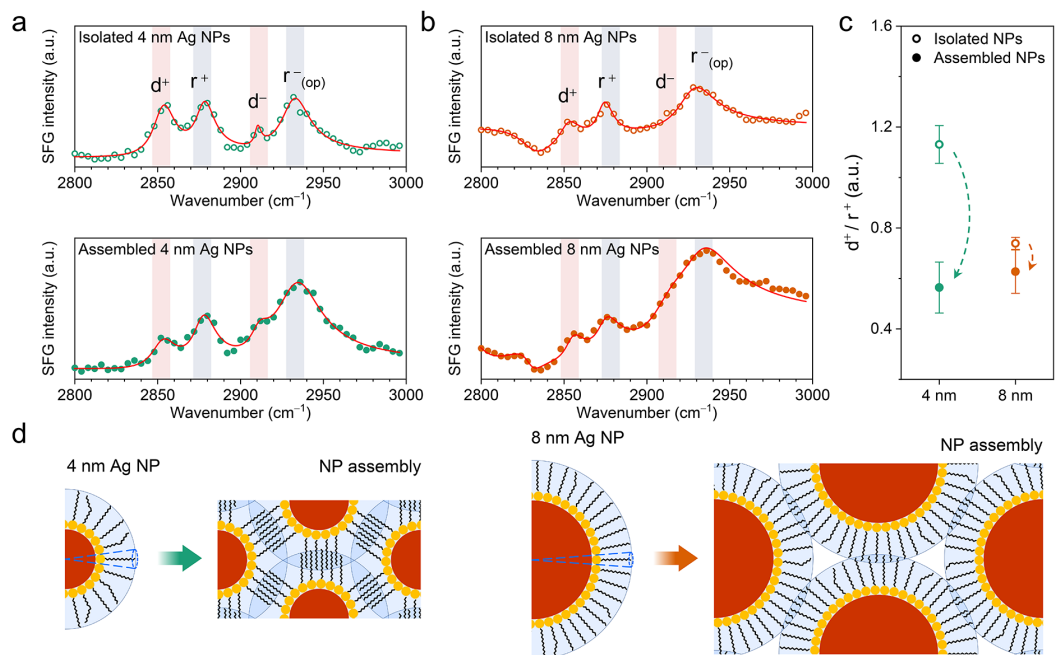 a
Isolated 4 nm Ag NPs
d⁺
r⁺
d⁻
r⁻(op)
SFG intensity (a.u.)
2800 2850 2900 2950 3000
Wavenumber (cm⁻¹)
Assembled 4 nm Ag NPs
SFG intensity (a.u.)
2800 2850 2900 2950 3000
Wavenumber (cm⁻¹)
b
Isolated 8 nm Ag NPs
d⁺
r⁺
d⁻
r⁻(op)
SFG intensity (a.u.)
2800 2850 2900 2950 3000
Wavenumber (cm⁻¹)
Assembled 8 nm Ag NPs
SFG intensity (a.u.)
2800 2850 2900 2950 3000
Wavenumber (cm⁻¹)
c
1.6
1.2
0.8
0.4
d⁺ / r⁺ (a.u.)
Isolated NPs
Assembled NPs
4 nm 8 nm
d
4 nm Ag NP
NP assembly
8 nm Ag NP
NP assembly